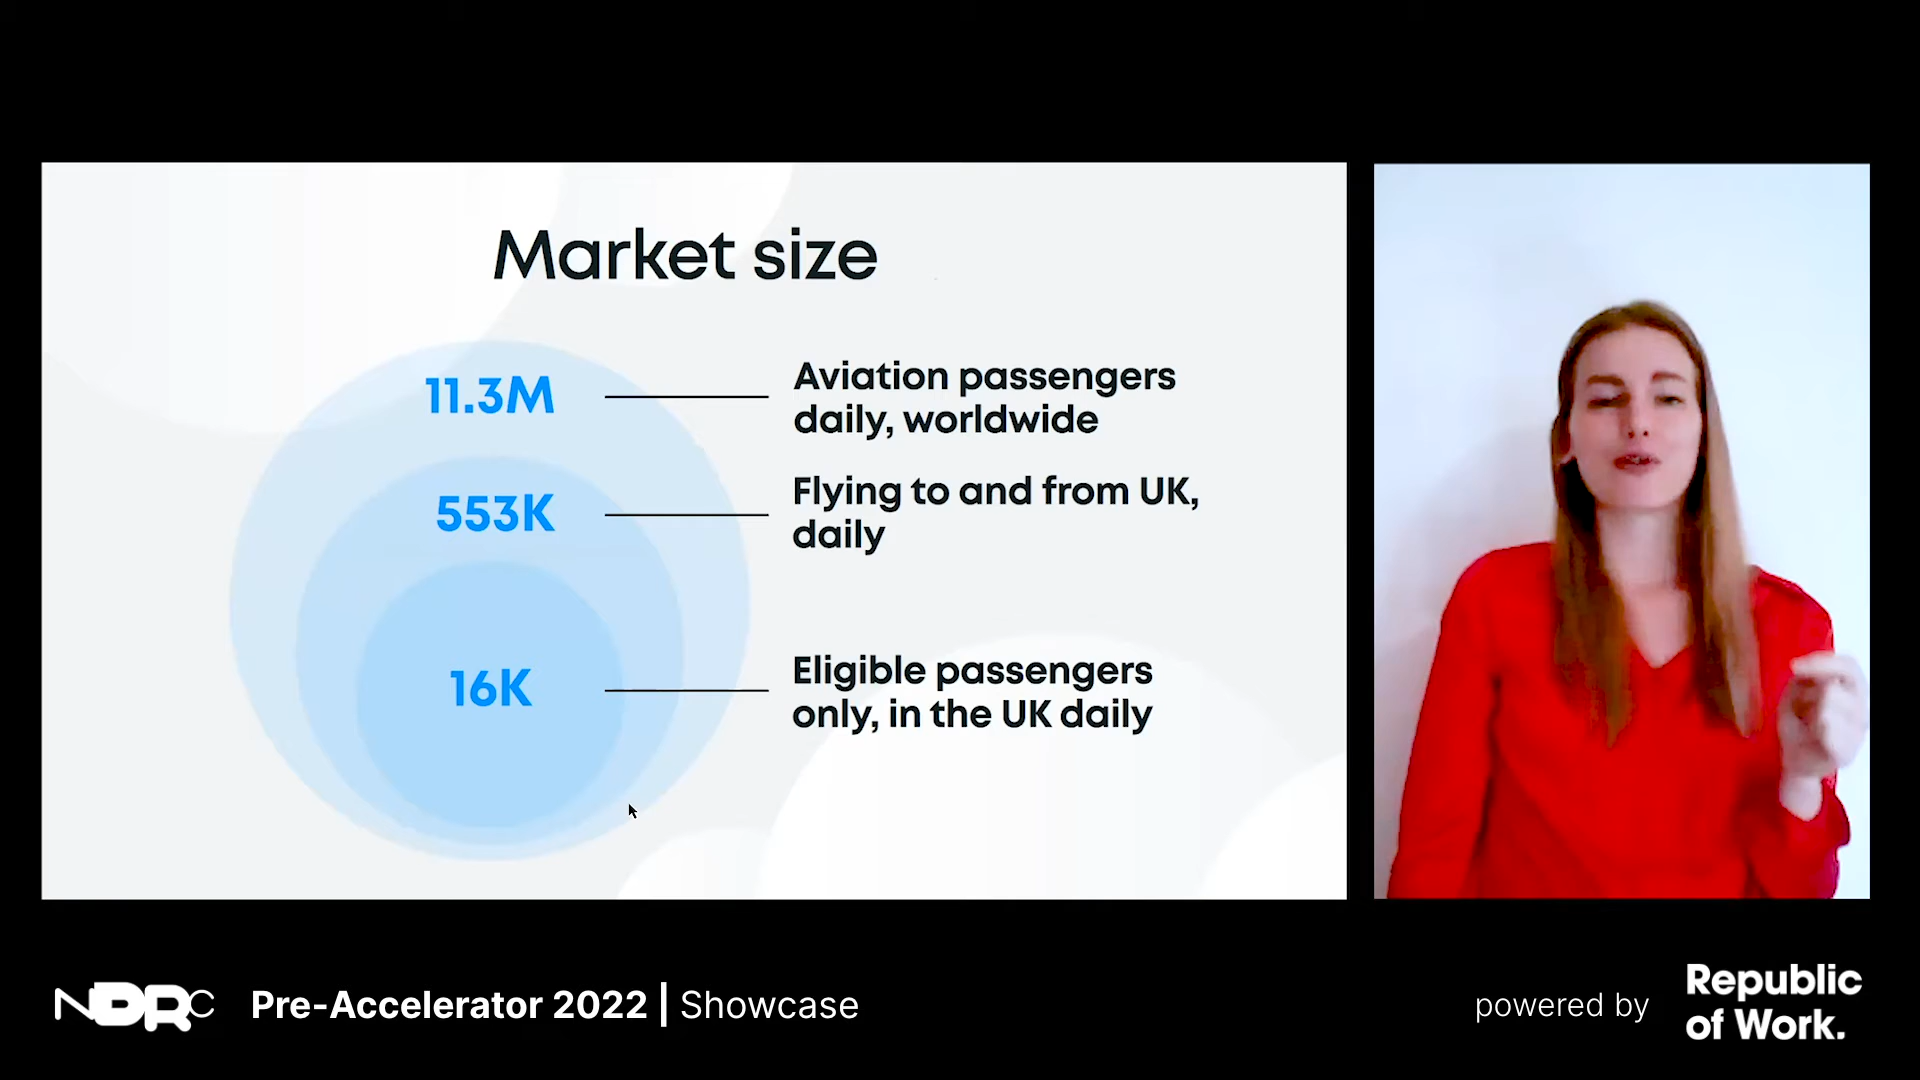 Market size
11.3M
Aviation passengers
daily, worldwide
553K
Flying to and from UK,
daily
16K
Eligible passengers
only, in the UK daily
NDRC
Pre-Accelerator 2022 | Showcase
powered by
Republic
of Work.